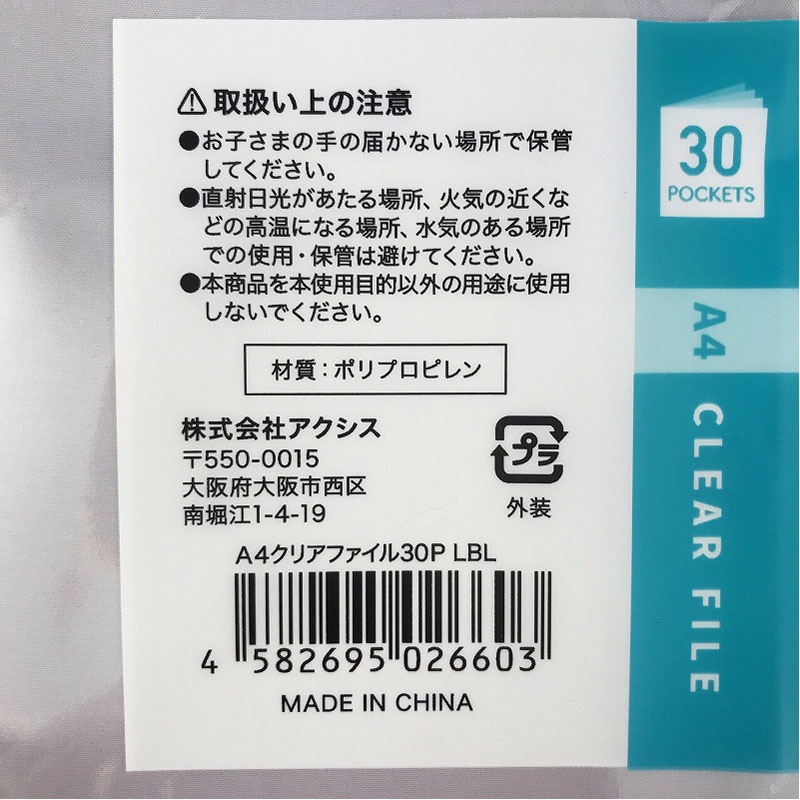 ⚠取扱い上の注意
●お子さまの手の届かない場所で保管
してください。
●直射日光があたる場所、火気の近くな
どの高温になる場所、水気のある場所
での使用・保管は避けてください。
●本商品を本使用目的以外の用途に使用
しないでください。
材質：ポリプロピレン
株式会社アクシス
〒550-0015
大阪府大阪市西区
南堀江1-4-19
プラ
外装
A4クリアファイル30P LBL
4 582695 026603
MADE IN CHINA
30
POCKETS
A4 CLEAR FILE